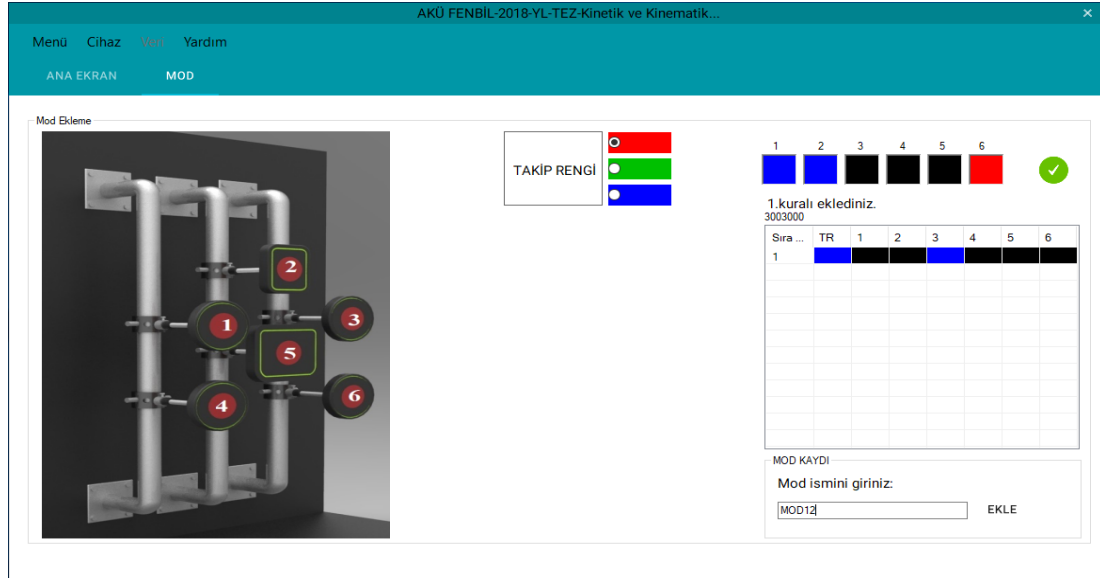 AKÜ FENBİL-2018-YL-TEZ-Kinetik ve Kinematik...
Menü Cihaz Veri Yardım
ANA EKRAN MOD
Mod Ekleme
2
1
3
5
4
6
TAKİP RENGİ
1 2 3 4 5 6
1.kuralı eklediniz.
3003000
Sıra ... TR 1 2 3 4 5 6
1
MOD KAYDI
Mod ismini giriniz:
MOD12 EKLE